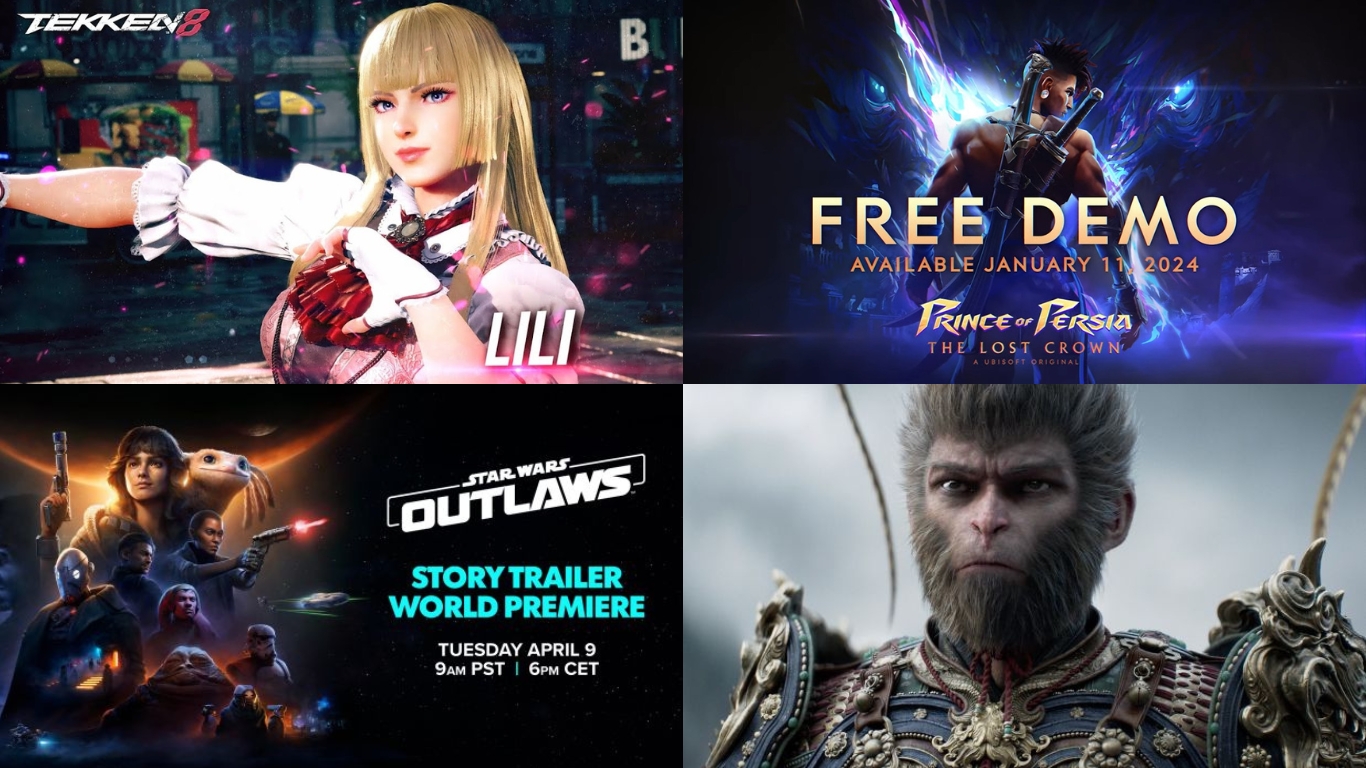 TEKKEN 8
LILI
FREE DEMO
AVAILABLE JANUARY 11, 2024
PRINCE OF PERSIA
THE LOST CROWN
A UBISOFT ORIGINAL
STAR WARS
OUTLAWS
STORY TRAILER
WORLD PREMIERE
TUESDAY APRIL 9
9AM PST | 6PM CET